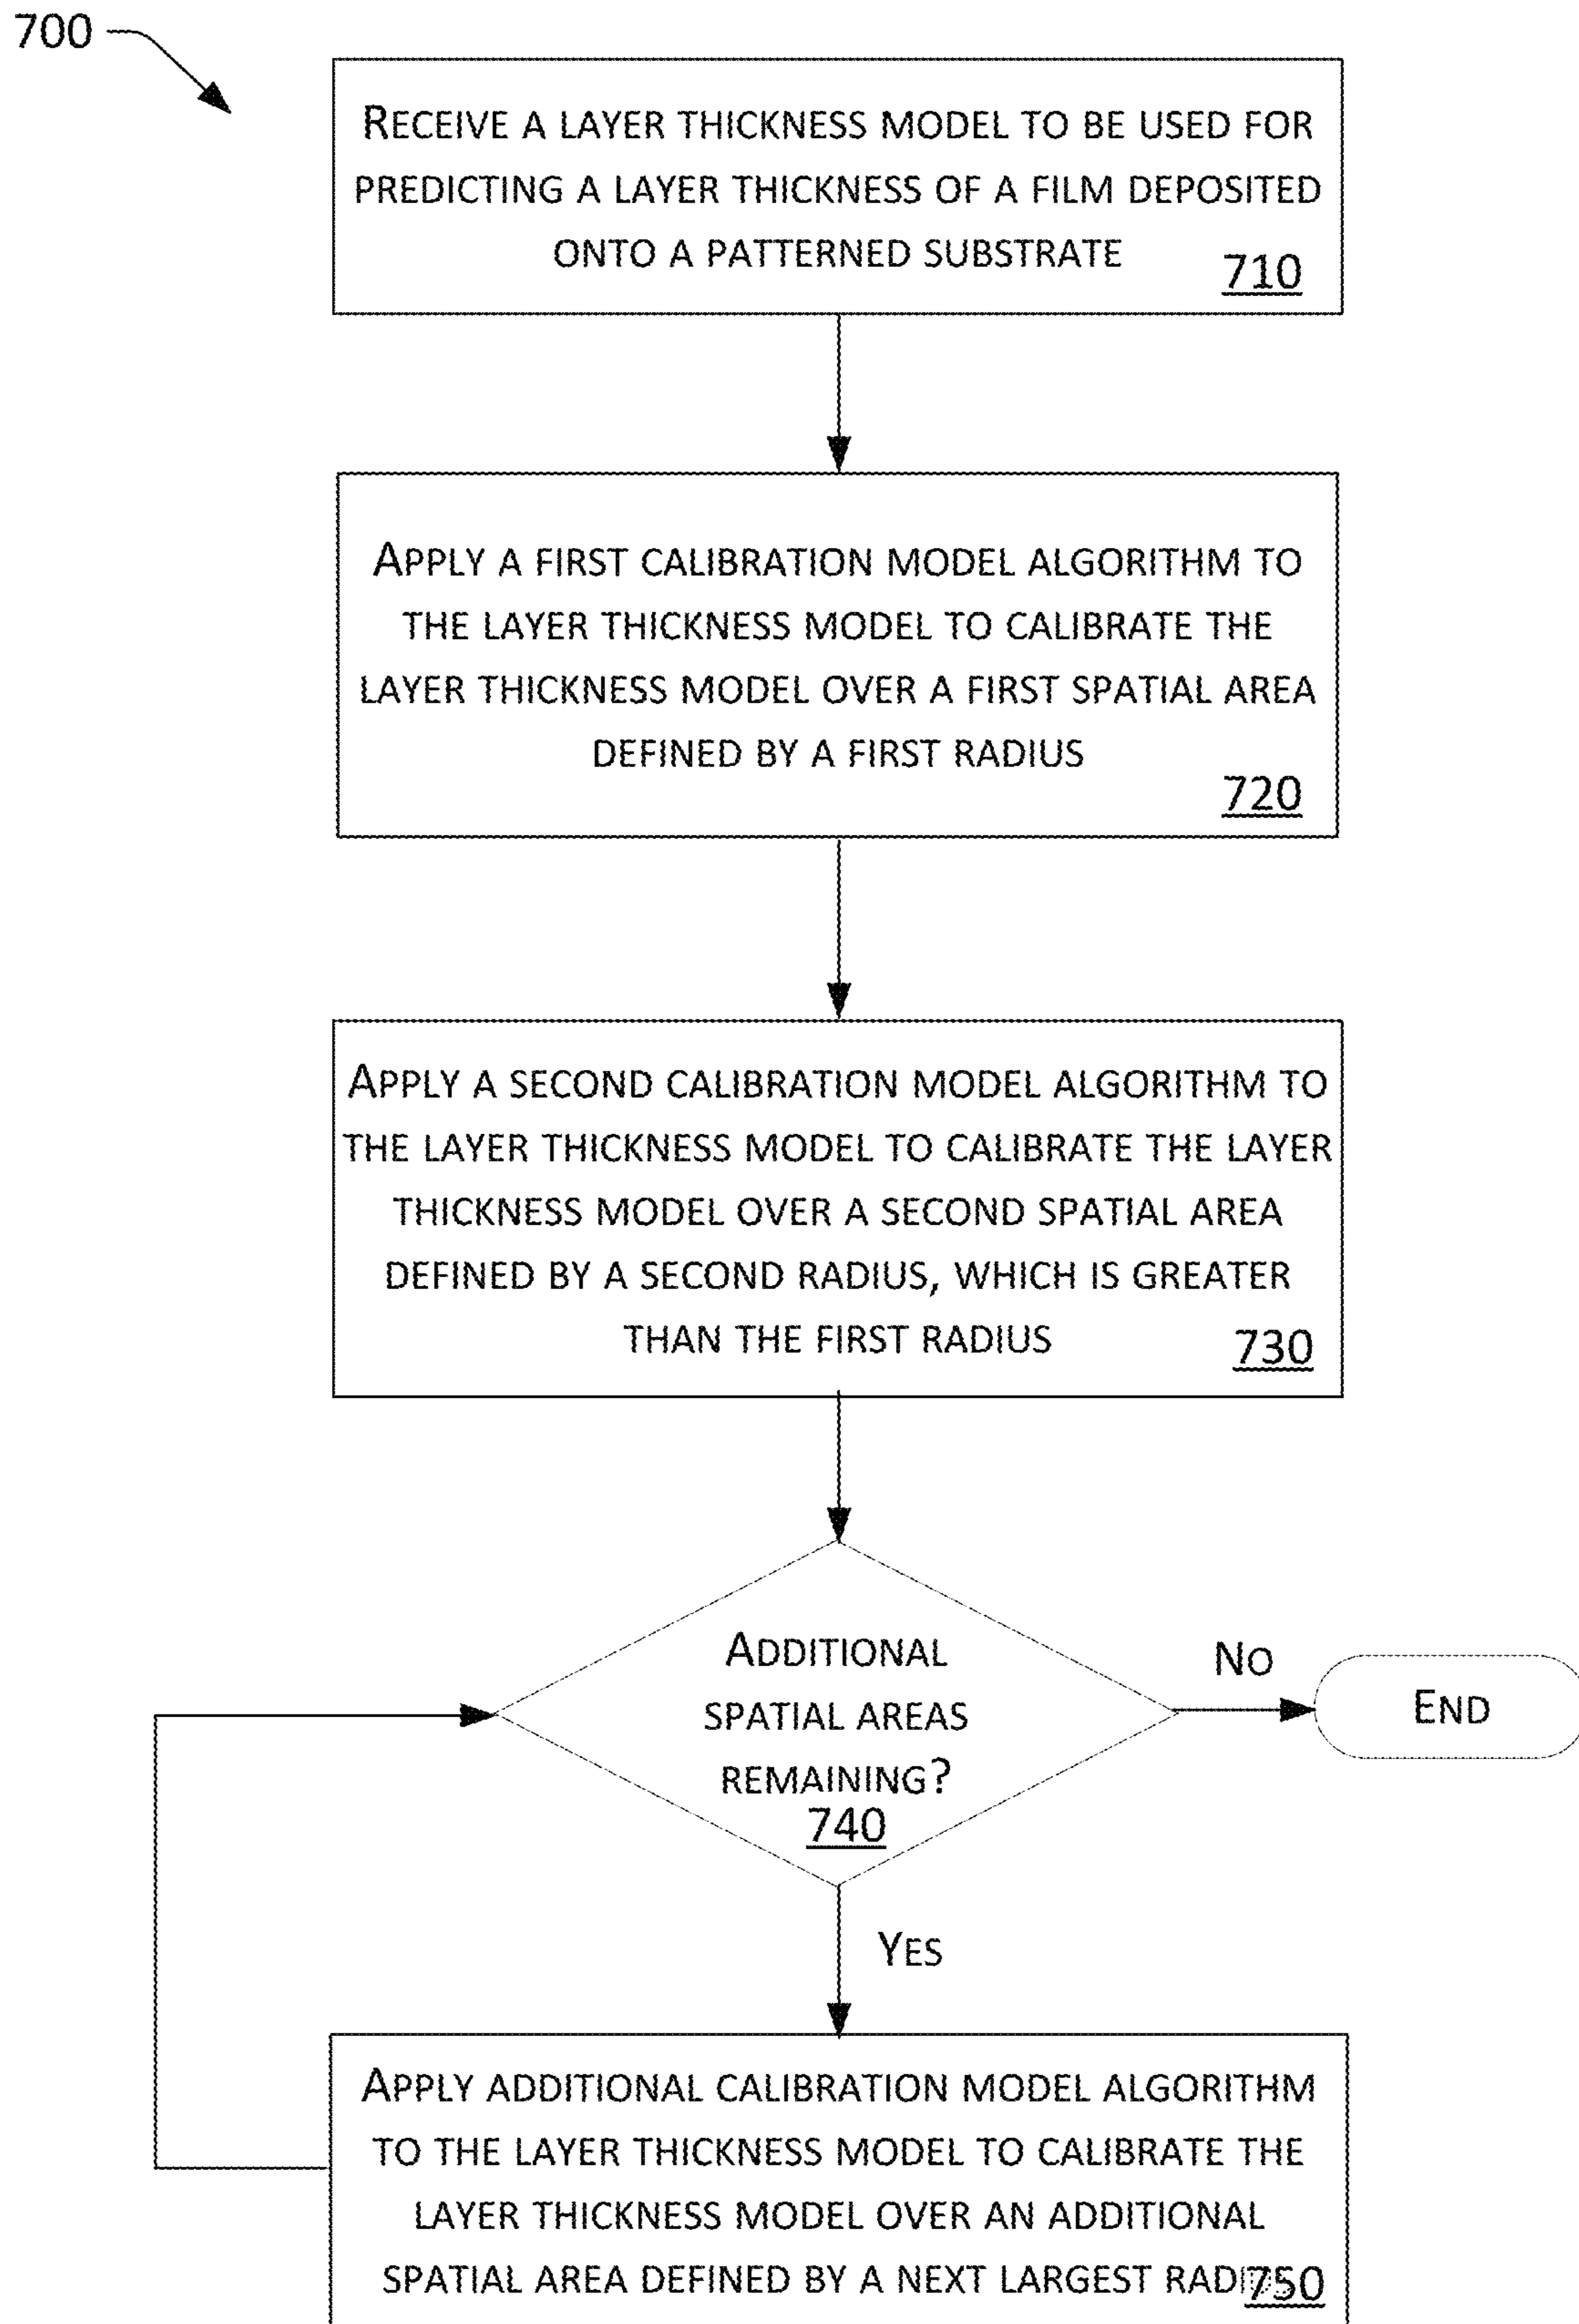 700
RECEIVE A LAYER THICKNESS MODEL TO BE USED FOR
PREDICTING A LAYER THICKNESS OF A FILM DEPOSITED
ONTO A PATTERNED SUBSTRATE
710
APPLY A FIRST CALIBRATION MODEL ALGORITHM TO
THE LAYER THICKNESS MODEL TO CALIBRATE THE
LAYER THICKNESS MODEL OVER A FIRST SPATIAL AREA
DEFINED BY A FIRST RADIUS
720
APPLY A SECOND CALIBRATION MODEL ALGORITHM TO
THE LAYER THICKNESS MODEL TO CALIBRATE THE LAYER
THICKNESS MODEL OVER A SECOND SPATIAL AREA
DEFINED BY A SECOND RADIUS, WHICH IS GREATER
THAN THE FIRST RADIUS
730
ADDITIONAL
SPATIAL AREAS
REMAINING?
740
NO
END
YES
APPLY ADDITIONAL CALIBRATION MODEL ALGORITHM
TO THE LAYER THICKNESS MODEL TO CALIBRATE THE
LAYER THICKNESS MODEL OVER AN ADDITIONAL
SPATIAL AREA DEFINED BY A NEXT LARGEST RADIUS
750